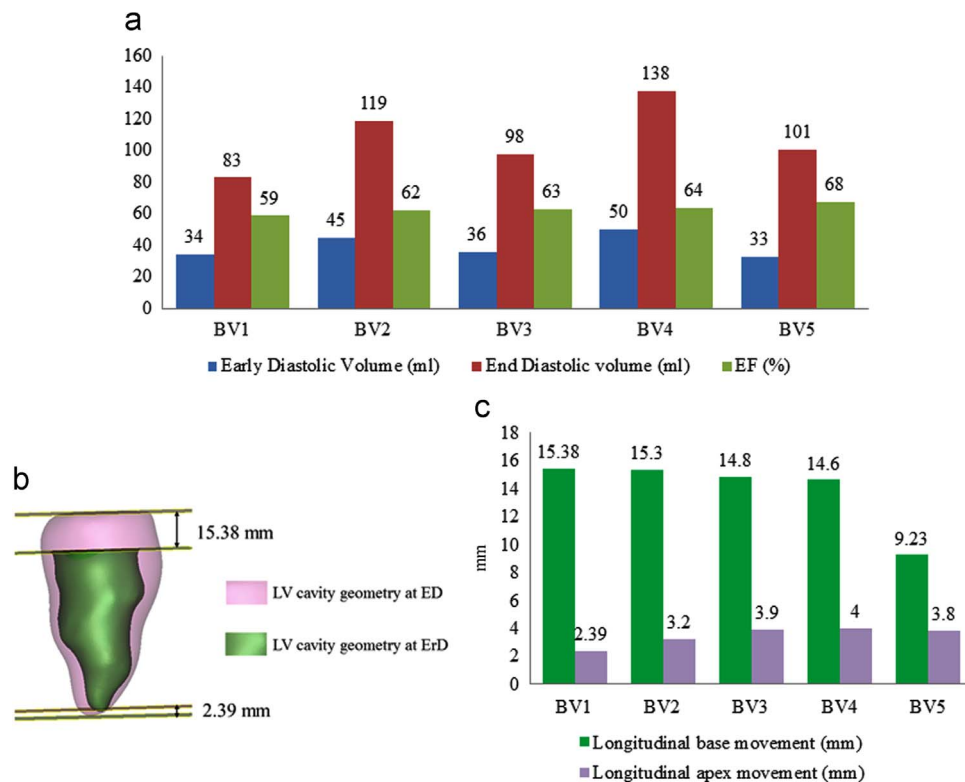 a
160
140
120
100
80
60
40
20
0
34 83 59
45 119 62
36 98 63
50 138 64
33 101 68
BV1 BV2 BV3 BV4 BV5
Early Diastolic Volume (ml) End Diastolic volume (ml) EF (%)
b
15.38 mm
LV cavity geometry at ED
LV cavity geometry at ErD
2.39 mm
c
mm
18
16
14
12
10
8
6
4
2
0
15.38 2.39
15.3 3.2
14.8 3.9
14.6 4
9.23 3.8
BV1 BV2 BV3 BV4 BV5
Longitudinal base movement (mm)
Longitudinal apex movement (mm)